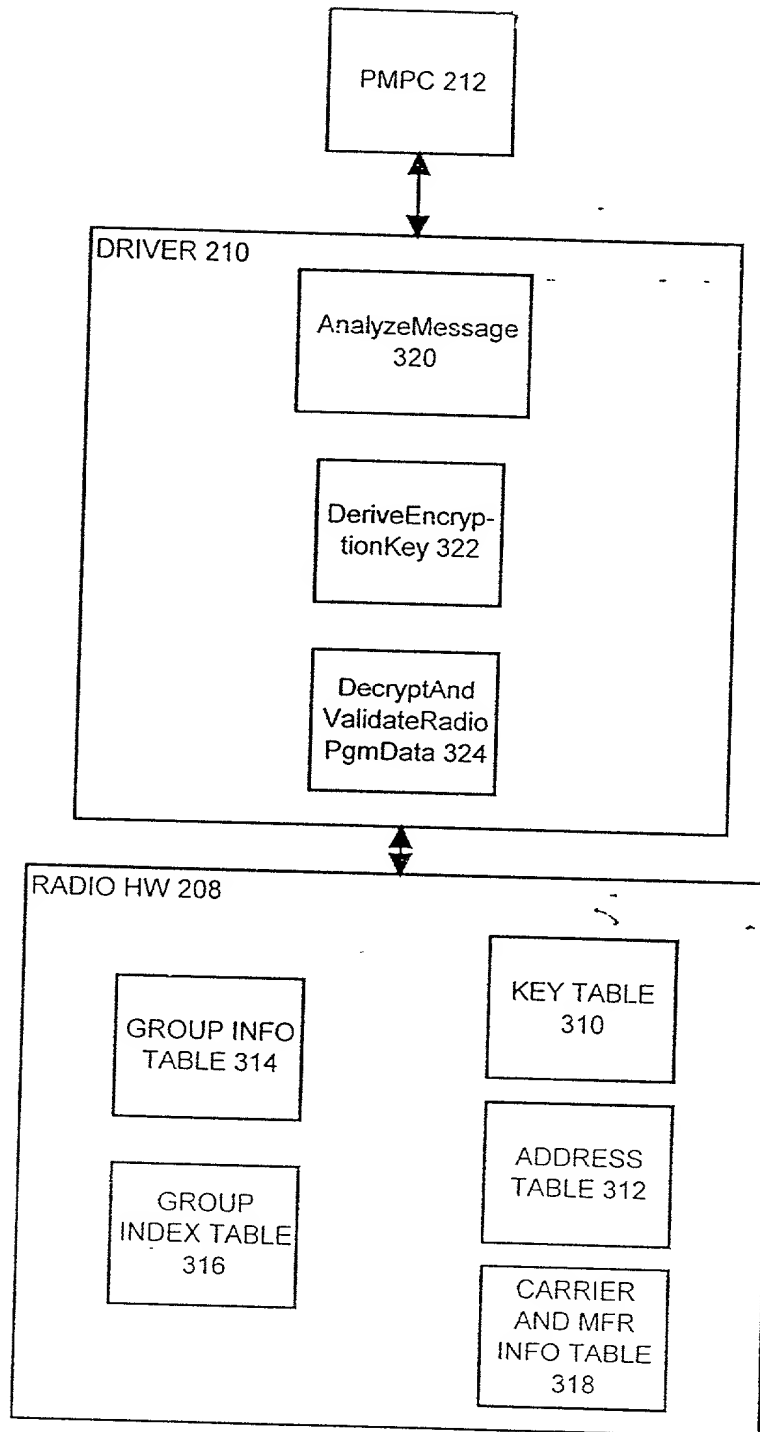 PMPC 212
DRIVER 210
AnalyzeMessage
320
DeriveEncryp-
tionKey 322
DecryptAnd
ValidateRadio
PgmData 324
RADIO HW 208
GROUP INFO
TABLE 314
GROUP
INDEX TABLE
316
KEY TABLE
310
ADDRESS
TABLE 312
CARRIER
AND MFR
INFO TABLE
318